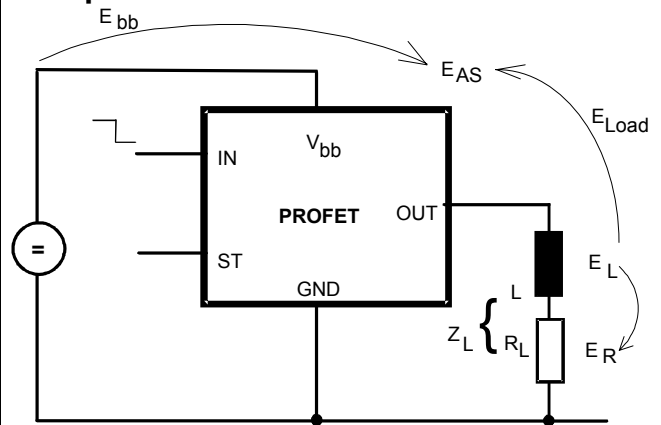 E bb
E AS
E Load
V bb
IN
PROFET
OUT
=
ST
GND
L
E L
Z L { R L
E R